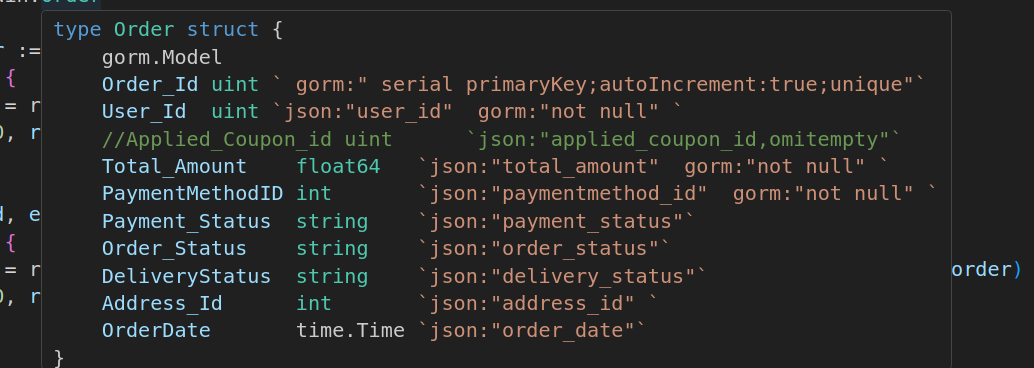 type Order struct {
r :=
gorm.Model
{
Order_Id uint ` gorm:" serial primaryKey;autoIncrement:true;unique"`
= r
User_Id  uint `json:"user_id"  gorm:"not null" `
0, r
//Applied_Coupon_id uint      `json:"applied_coupon_id,omitempty"`
Total_Amount    float64   `json:"total_amount"  gorm:"not null" `
PaymentMethodID int       `json:"paymentmethod_id"  gorm:"not null" `
d, e
Payment_Status  string    `json:"payment_status"`
{
Order_Status    string    `json:"order_status"`
= r
DeliveryStatus  string    `json:"delivery_status"`
order)
0, r
Address_Id      int       `json:"address_id" `
OrderDate       time.Time `json:"order_date"`
}